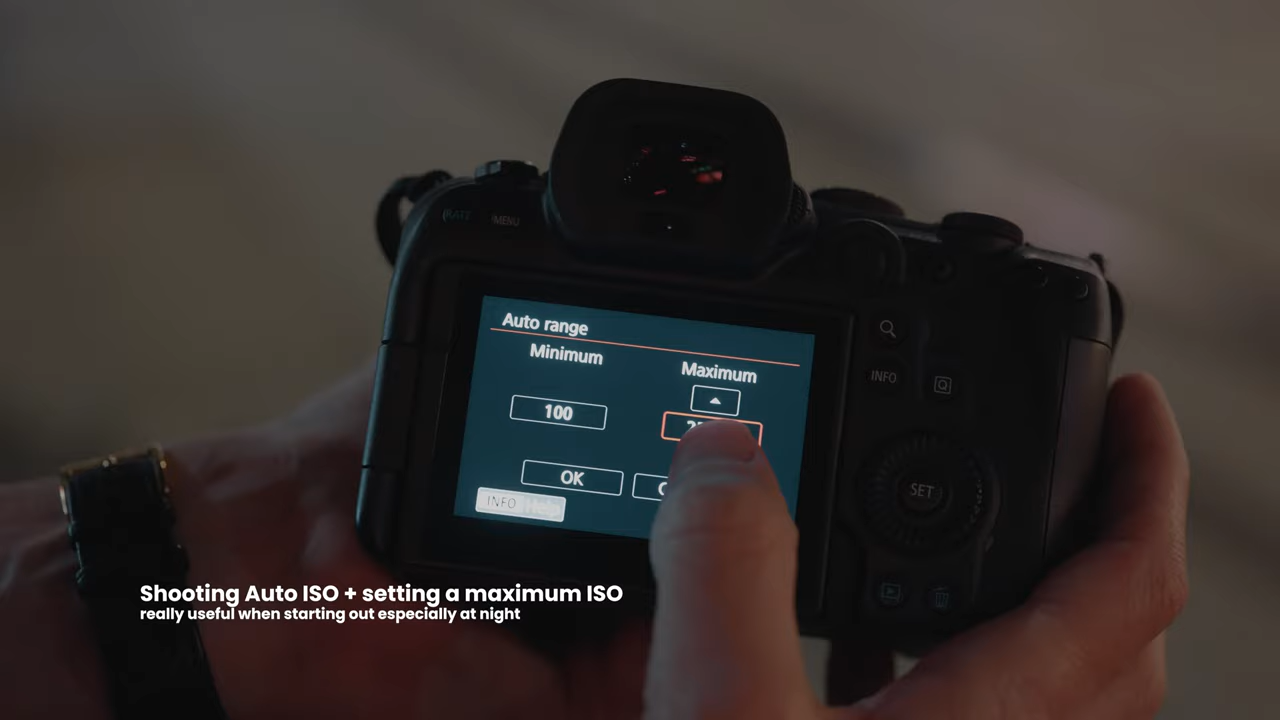 RATE
MENU
Auto range
Minimum
Maximum
100
OK
INFO
INFO
Q
SET
Shooting Auto ISO + setting a maximum ISO
really useful when starting out especially at night